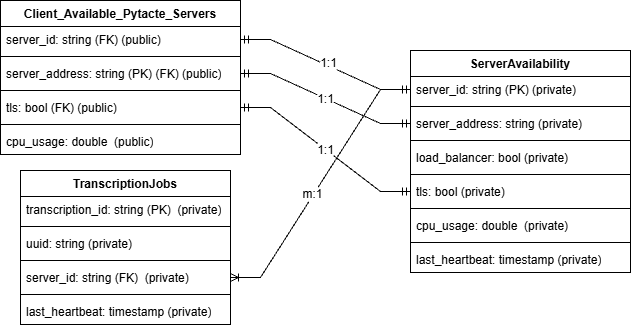 Client_Available_Pytacte_Servers
server_id: string (FK) (public)
server_address: string (PK) (FK) (public)
tls: bool (FK) (public)
cpu_usage: double  (public)
1:1
1:1
1:1
m:1
ServerAvailability
server_id: string (PK) (private)
server_address: string (private)
load_balancer: bool (private)
tls: bool (private)
cpu_usage: double  (private)
last_heartbeat: timestamp (private)
TranscriptionJobs
transcription_id: string (PK)  (private)
uuid: string (private)
server_id: string (FK)  (private)
last_heartbeat: timestamp (private)